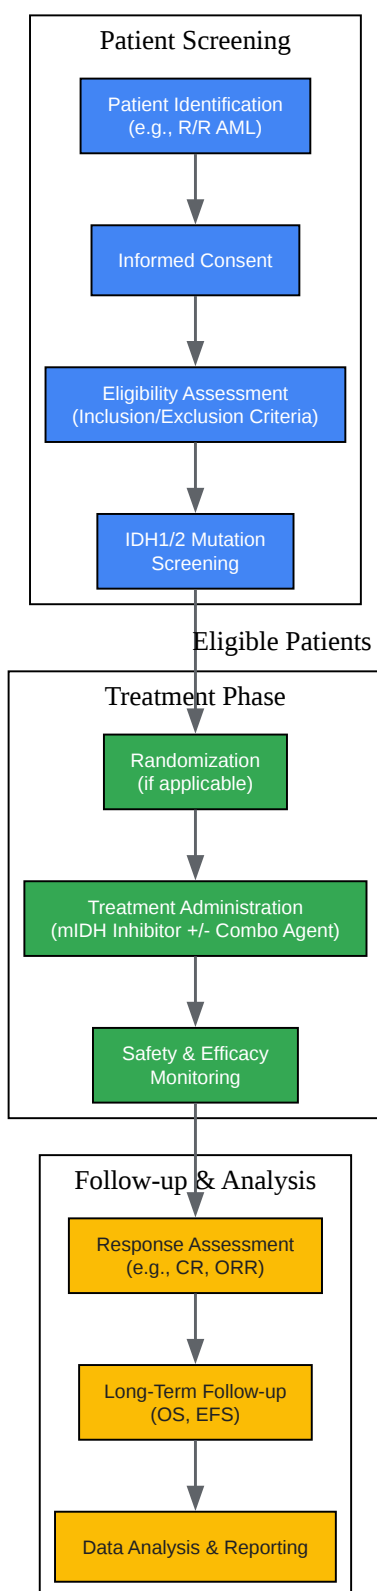 Patient Screening
Patient Identification
(e.g., R/R AML)
Informed Consent
Eligibility Assessment
(Inclusion/Exclusion Criteria)
IDH1/2 Mutation
Screening
Eligible Patients
Treatment Phase
Randomization
(if applicable)
Treatment Administration
(mIDH Inhibitor +/- Combo Agent)
Safety & Efficacy
Monitoring
Follow-up & Analysis
Response Assessment
(e.g., CR, ORR)
Long-Term Follow-up
(OS, EFS)
Data Analysis & Reporting